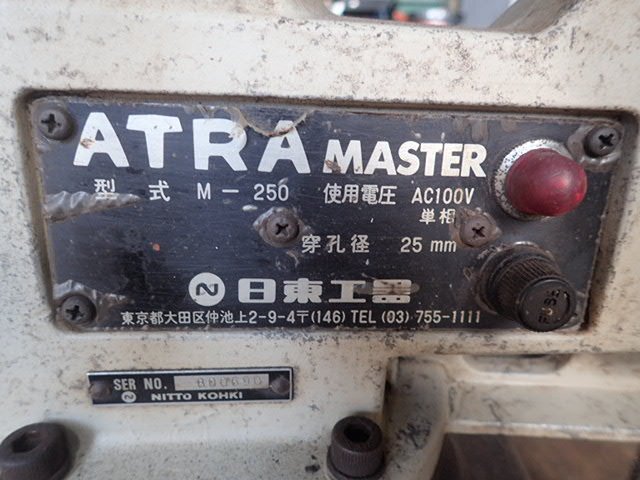 ATRA MASTER
型式 M-250 使用電圧 AC100V
単相
穿孔径 25mm
日東工器
東京都大田区仲池上2-9-4〒(146) TEL (03) 755-1111
FUSE
SER NO.
NITTO KOHKI